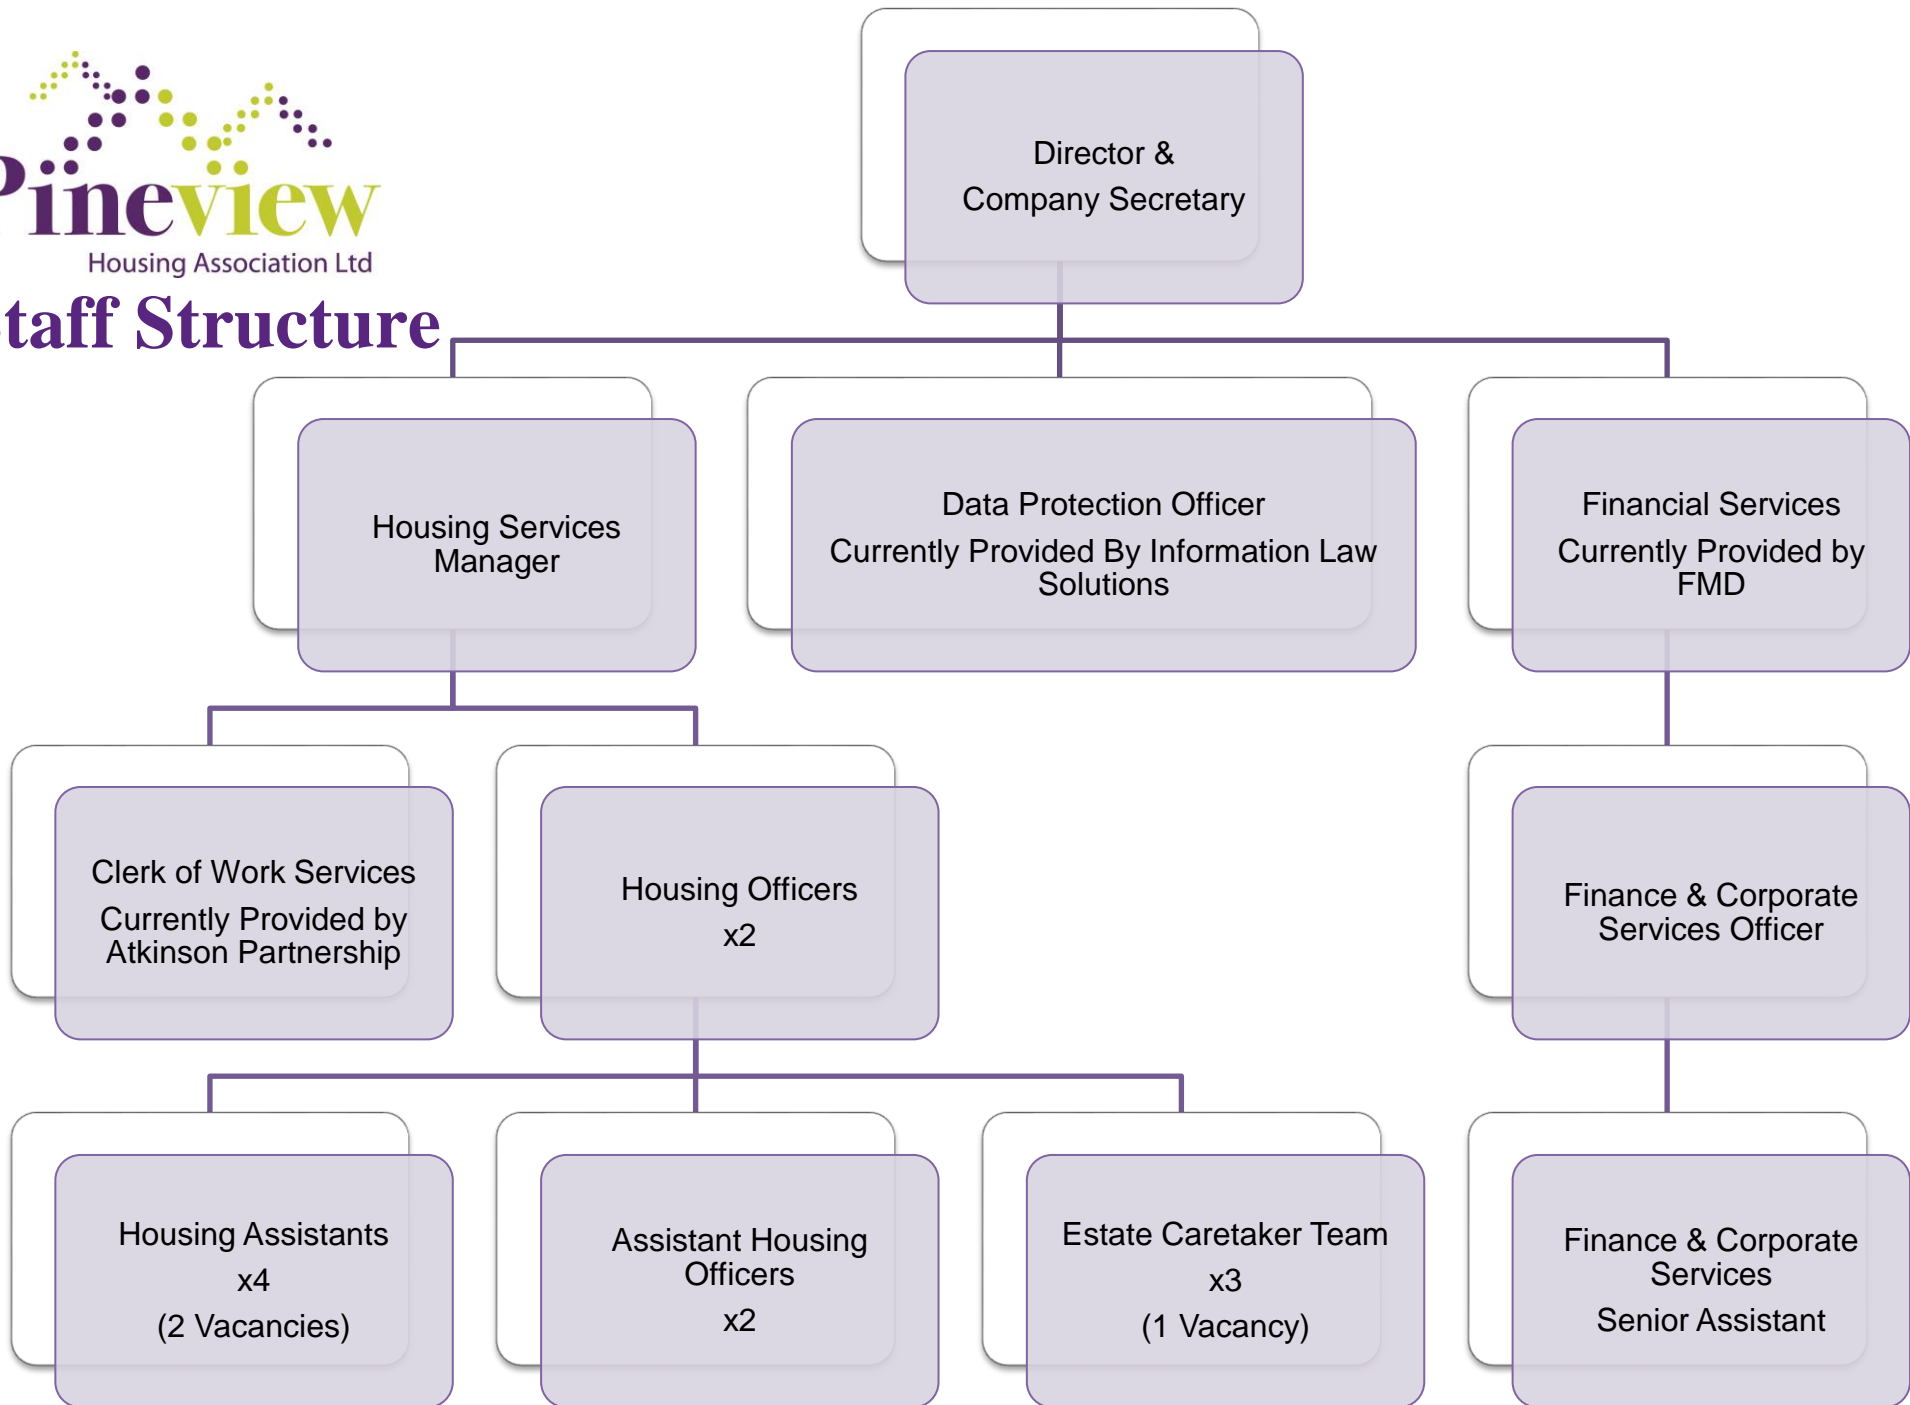 Pineview
Housing Association Ltd
taff Structure
Director &
Company Secretary
Housing Services
Manager
Data Protection Officer
Currently Provided By Information Law
Solutions
Financial Services
Currently Provided by
FMD
Clerk of Work Services
Currently Provided by
Atkinson Partnership
Housing Officers
x2
Finance & Corporate
Services Officer
Housing Assistants
x4
(2 Vacancies)
Assistant Housing
Officers
x2
Estate Caretaker Team
x3
(1 Vacancy)
Finance & Corporate
Services
Senior Assistant